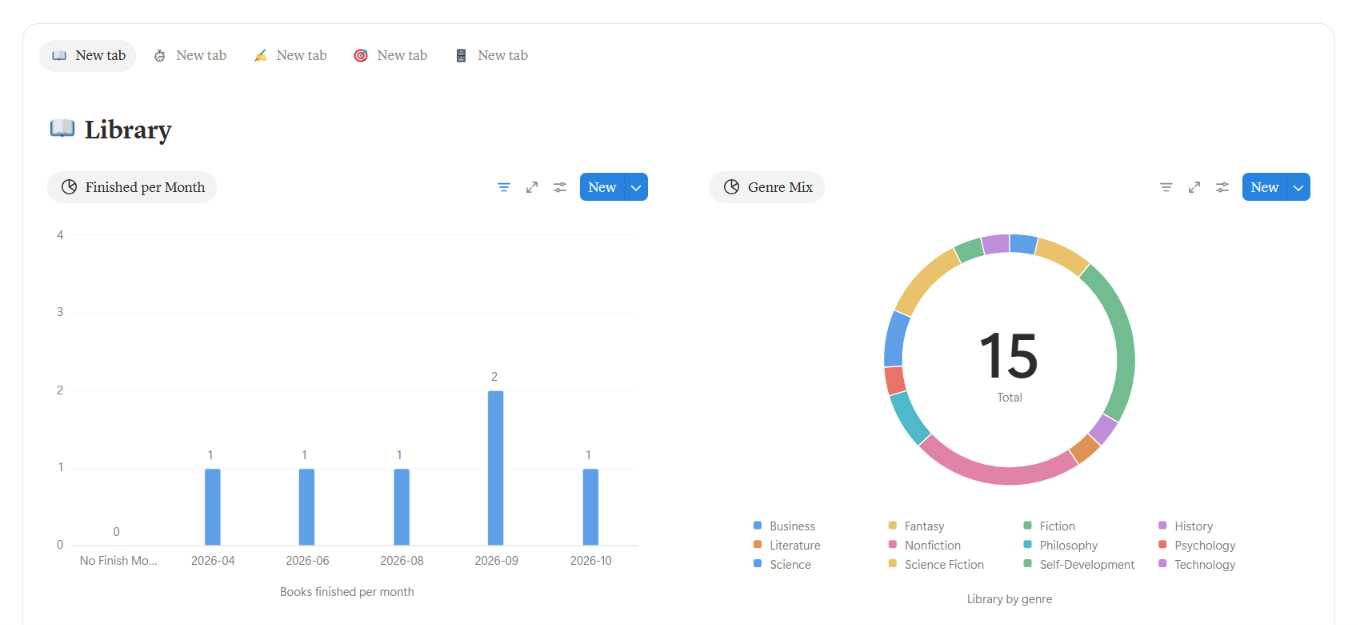 New tab New tab New tab New tab New tab
Library
Finished per Month New
4
3
2
1
0
0
1
1
1
2
1
No Finish Mo... 2026-04 2026-06 2026-08 2026-09 2026-10
Books finished per month
Genre Mix New
15
Total
Business Fantasy Fiction History
Literature Nonfiction Philosophy Psychology
Science Science Fiction Self-Development Technology
Library by genre